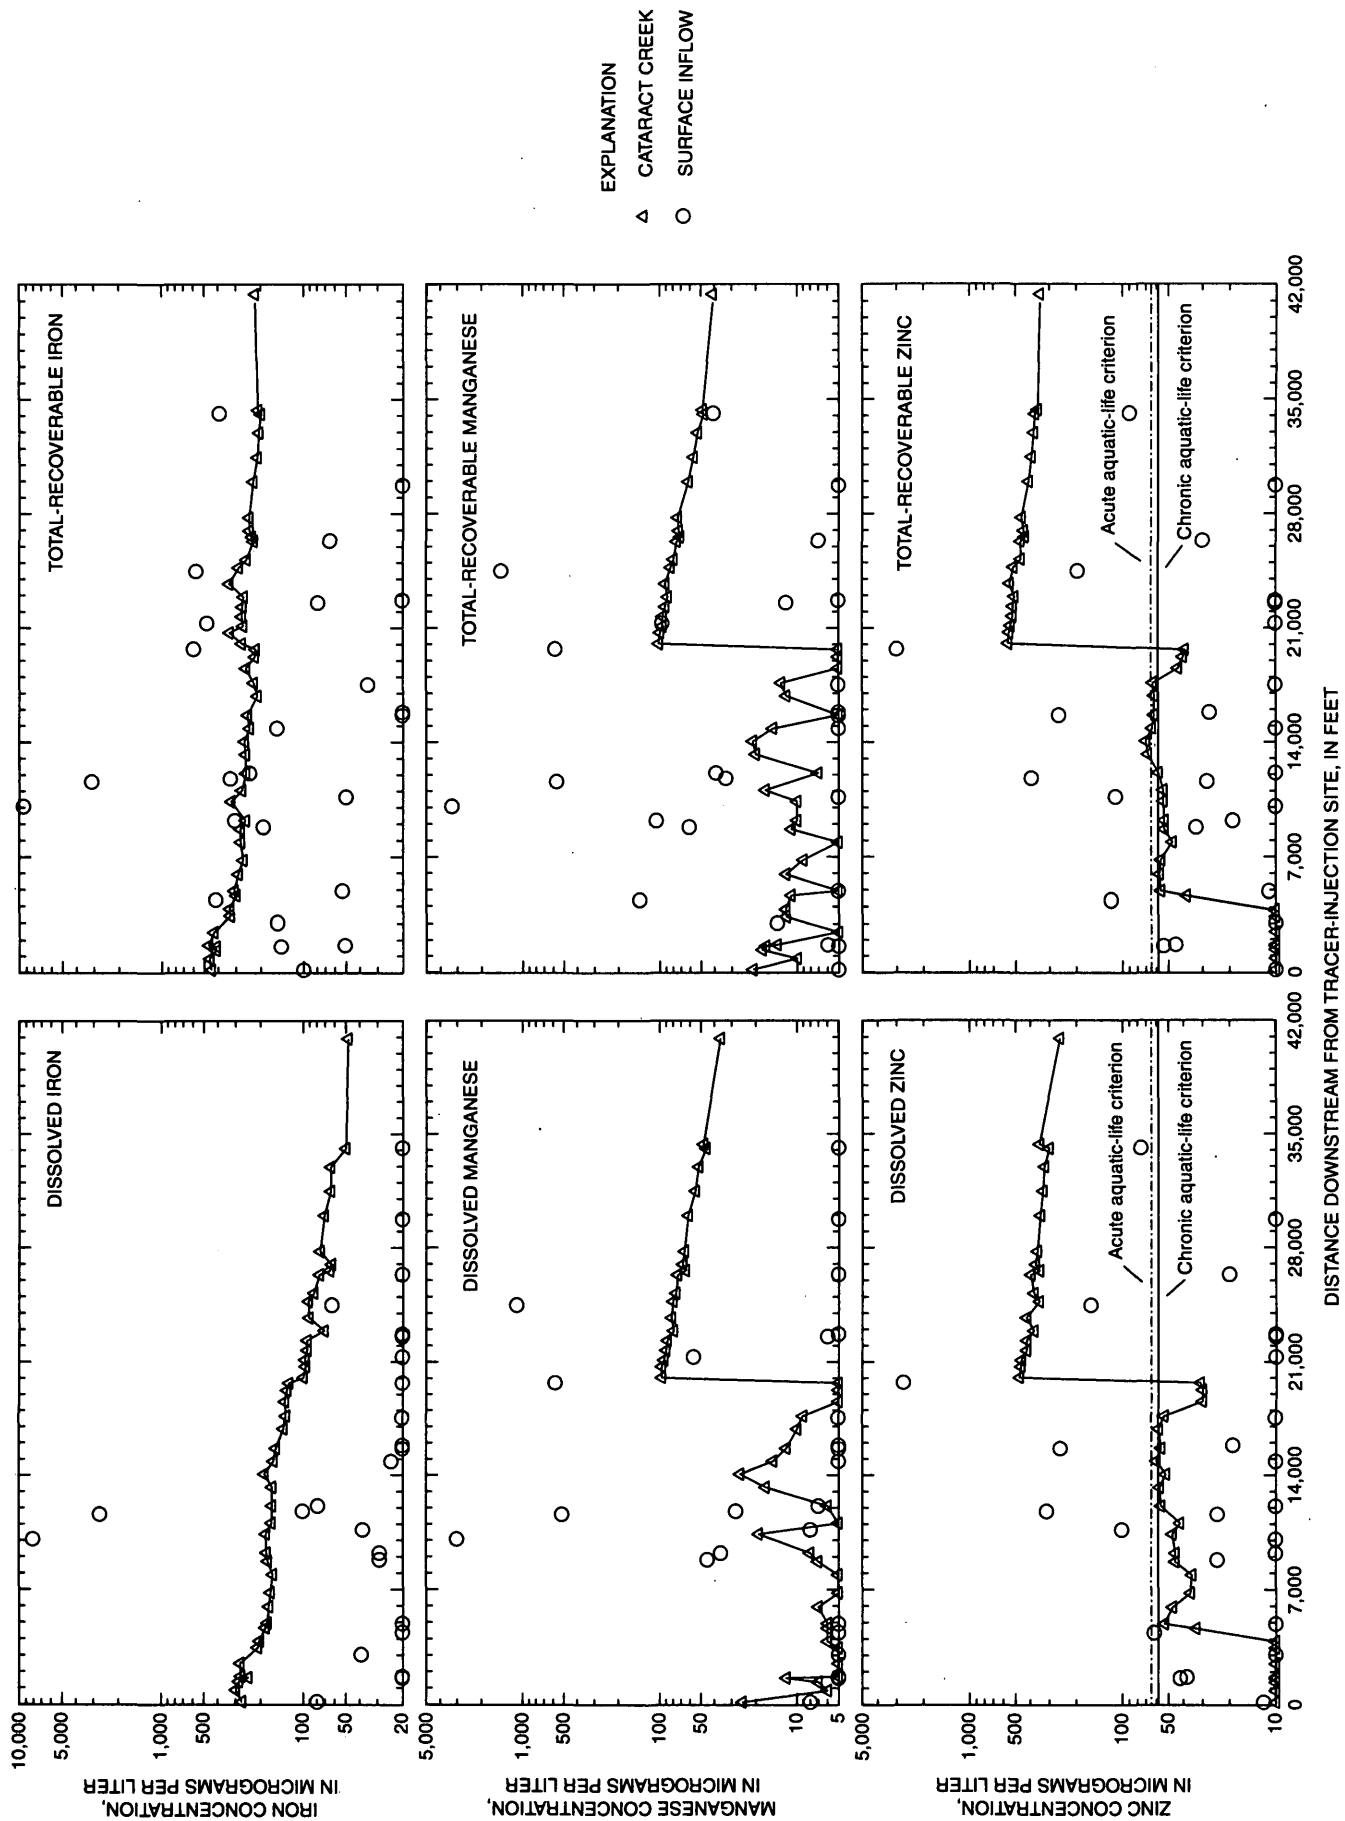 DISSOLVED IRON
TOTAL-RECOVERABLE IRON
10,000
5,000
1,000
500
100
50
20
IRON CONCENTRATION,
IN MICROGRAMS PER LITER
DISSOLVED MANGANESE
TOTAL-RECOVERABLE MANGANESE
5,000
1,000
500
100
50
10
5
MANGANESE CONCENTRATION,
IN MICROGRAMS PER LITER
DISSOLVED ZINC
TOTAL-RECOVERABLE ZINC
Acute aquatic-life criterion
Chronic aquatic-life criterion
Acute aquatic-life criterion
Chronic aquatic-life criterion
5,000
1,000
500
100
50
10
ZINC CONCENTRATION,
IN MICROGRAMS PER LITER
0 7,000 14,000 21,000 28,000 35,000 42,000
0 7,000 14,000 21,000 28,000 35,000 42,000
DISTANCE DOWNSTREAM FROM TRACER-INJECTION SITE, IN FEET
EXPLANATION
CATARACT CREEK
SURFACE INFLOW